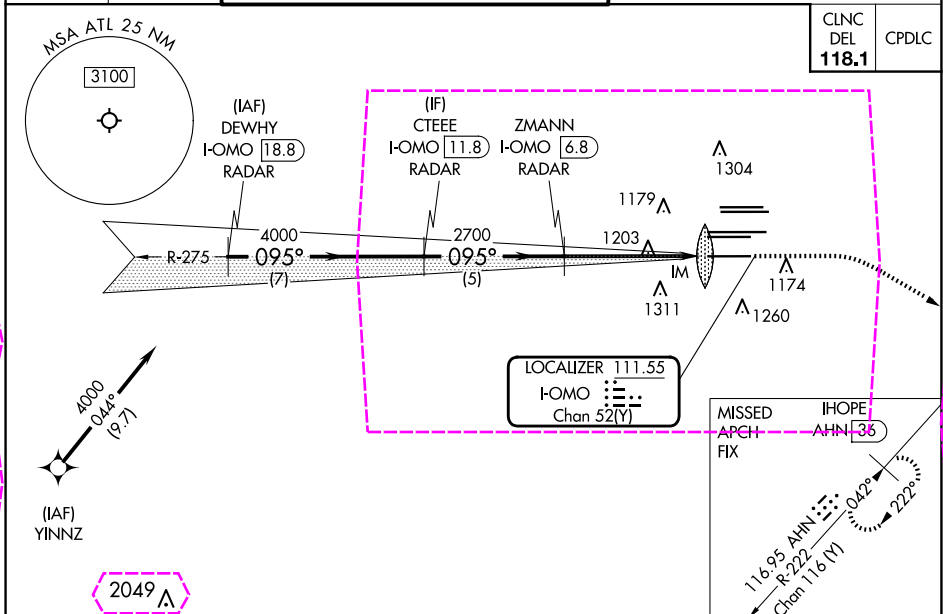 CLNC
DEL
118.1
CPDLC
MSA ATL 25 NM
3100
(IAF)
DEWHY
I-OMO 18.8
RADAR
(IF)
CTEEE
I-OMO 11.8
RADAR
ZMANN
I-OMO 6.8
RADAR
1304
1179
1203
R-275
4000
095°
(7)
2700
095°
(5)
IM
1311
1174
1260
LOCALIZER 111.55
I-OMO
Chan 52(Y)
4000
044°
(9.7)
(IAF)
YINNZ
2049
MISSED
APCH
FIX
IHOPE
AHN 36
042°
222°
116.95 AHN
R-222
Chan 116 (Y)